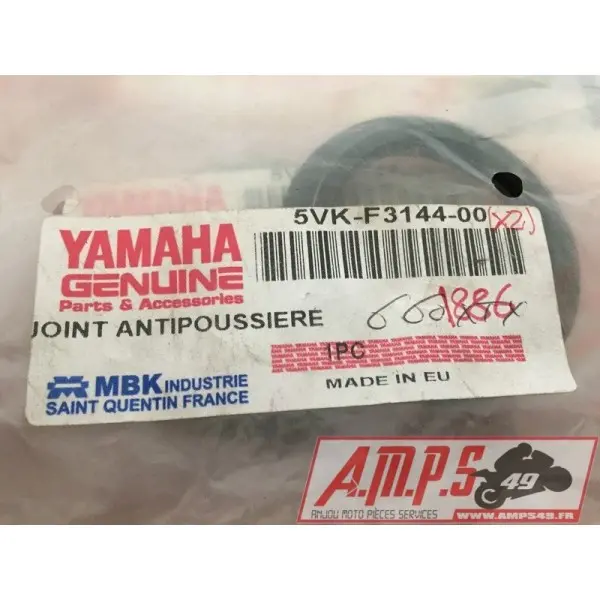 5VK-F3144-00 (x2)
YAMAHA
GENUINE
Parts & Accessories
JOINT ANTIPOUSSIERE
1886
1PC
MBK INDUSTRIE
SAINT QUENTIN FRANCE
MADE IN EU
A.M.P.S
49
ANJOU MOTO PIÈCES SERVICES
WWW.AMPS49.FR